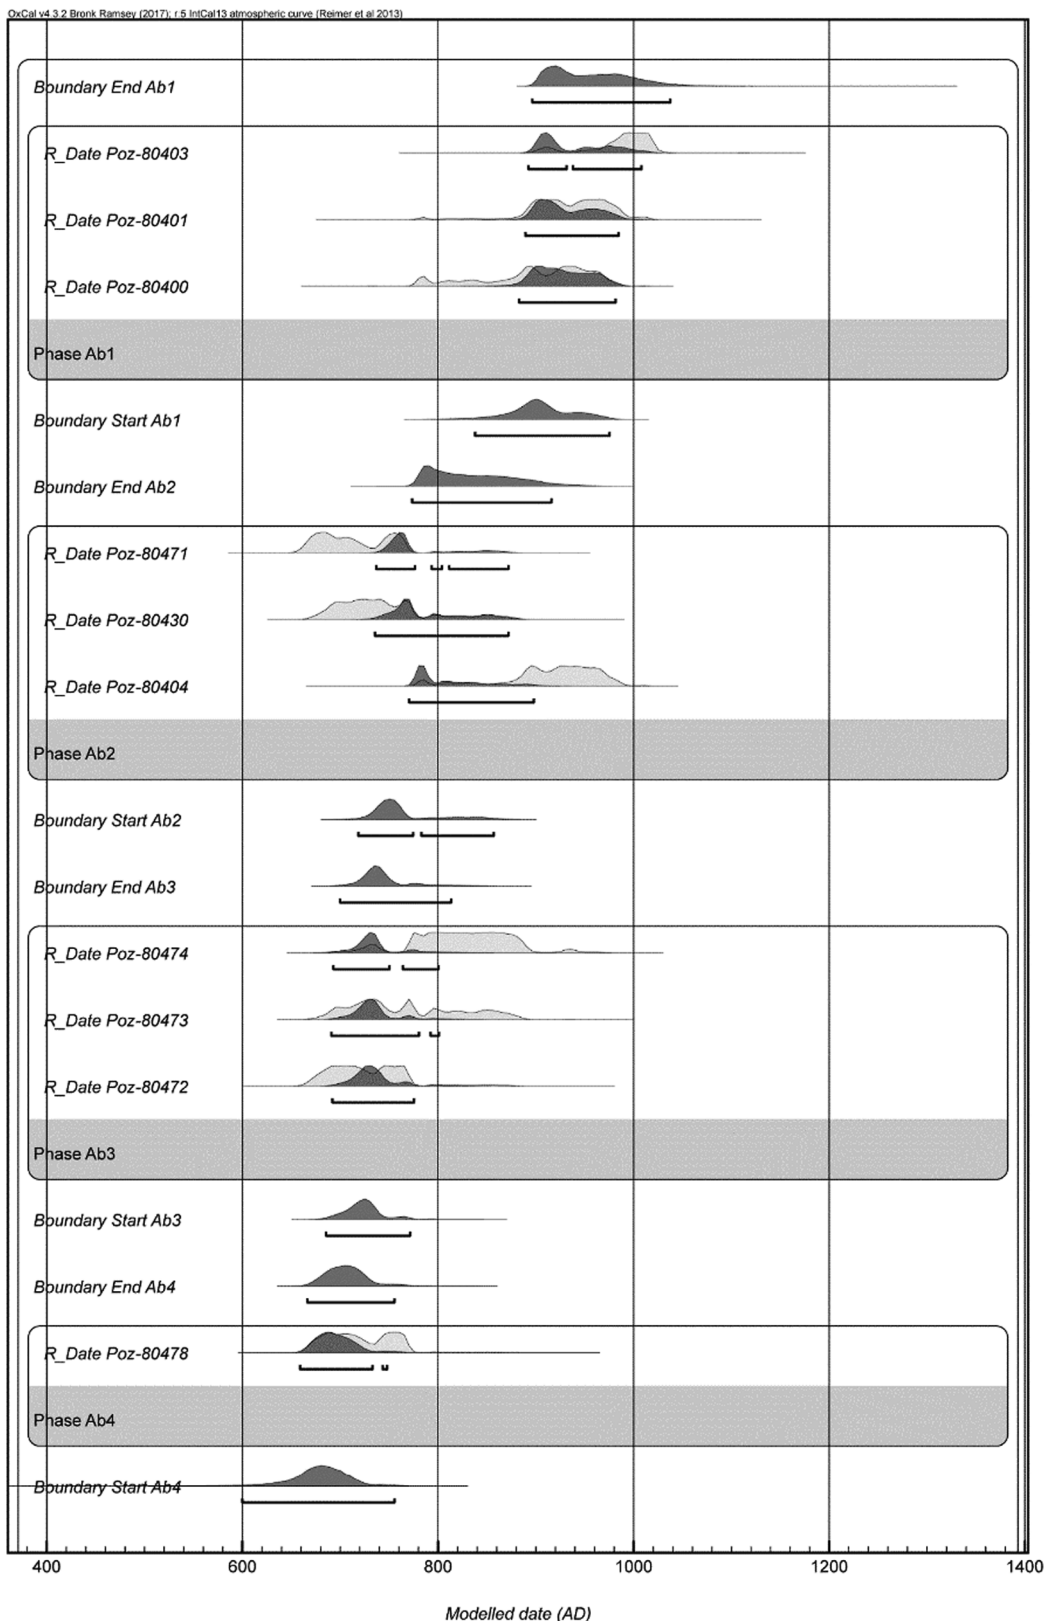 OxCal v4.3.2 Bronk Ramsey (2017); r:5 IntCal13 atmospheric curve (Reimer et al 2013)
Boundary End Ab1
R_Date Poz-80403
R_Date Poz-80401
R_Date Poz-80400
Phase Ab1
Boundary Start Ab1
Boundary End Ab2
R_Date Poz-80471
R_Date Poz-80430
R_Date Poz-80404
Phase Ab2
Boundary Start Ab2
Boundary End Ab3
R_Date Poz-80474
R_Date Poz-80473
R_Date Poz-80472
Phase Ab3
Boundary Start Ab3
Boundary End Ab4
R_Date Poz-80478
Phase Ab4
Boundary Start Ab4
400 600 800 1000 1200 1400
Modelled date (AD)